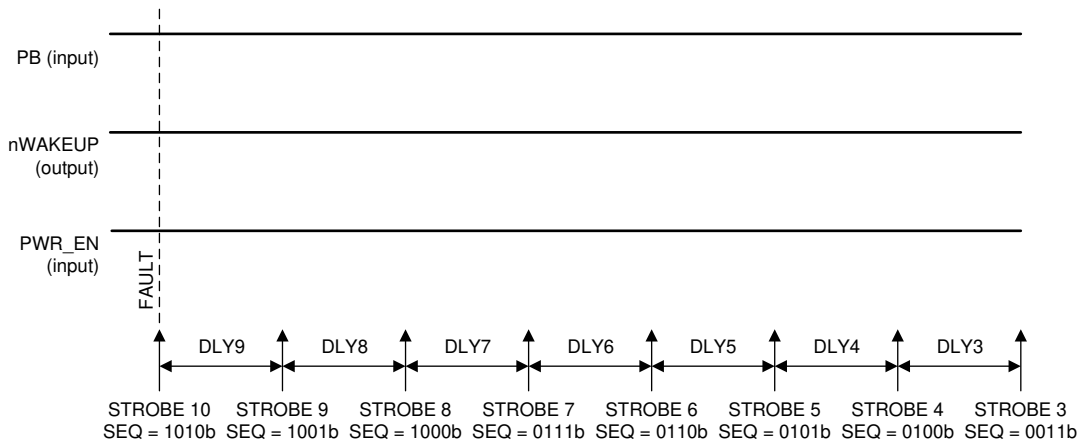 PB (input)
nWAKEUP
(output)
PWR_EN
(input)
FAULT
DLY9 DLY8 DLY7 DLY6 DLY5 DLY4 DLY3
STROBE 10 STROBE 9 STROBE 8 STROBE 7 STROBE 6 STROBE 5 STROBE 4 STROBE 3
SEQ = 1010b SEQ = 1001b SEQ = 1000b SEQ = 0111b SEQ = 0110b SEQ = 0101b SEQ = 0100b SEQ = 0011b